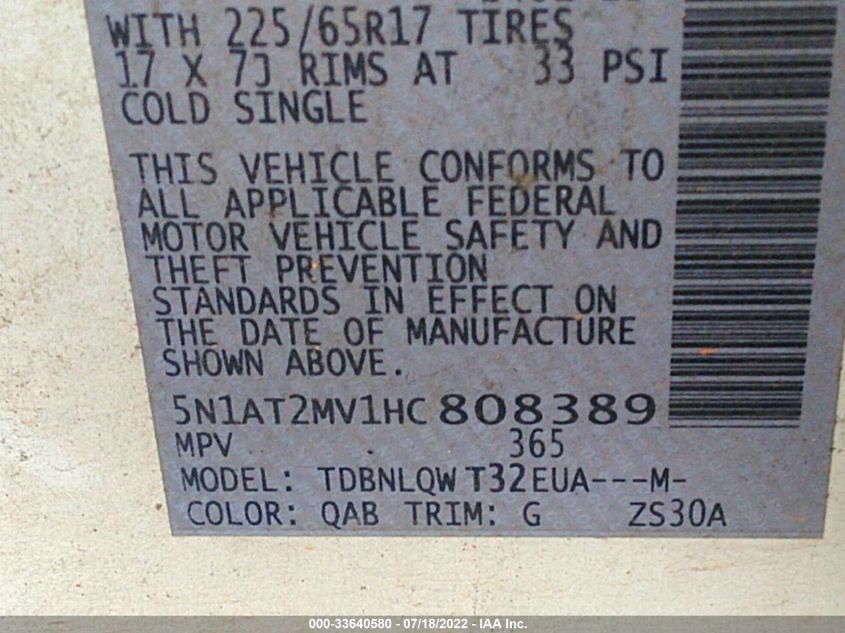 WITH 225/65R17 TIRES
17 X 7J RIMS AT 33 PSI
COLD SINGLE
THIS VEHICLE CONFORMS TO
ALL APPLICABLE FEDERAL
MOTOR VEHICLE SAFETY AND
THEFT PREVENTION
STANDARDS IN EFFECT ON
THE DATE OF MANUFACTURE
SHOWN ABOVE.
5N1AT2MV1HC808389
MPV 365
MODEL: TDBNLQW T32EUA---M-
COLOR: QAB TRIM: G ZS30A
000-33640580 - 07/18/2022 - IAA Inc.